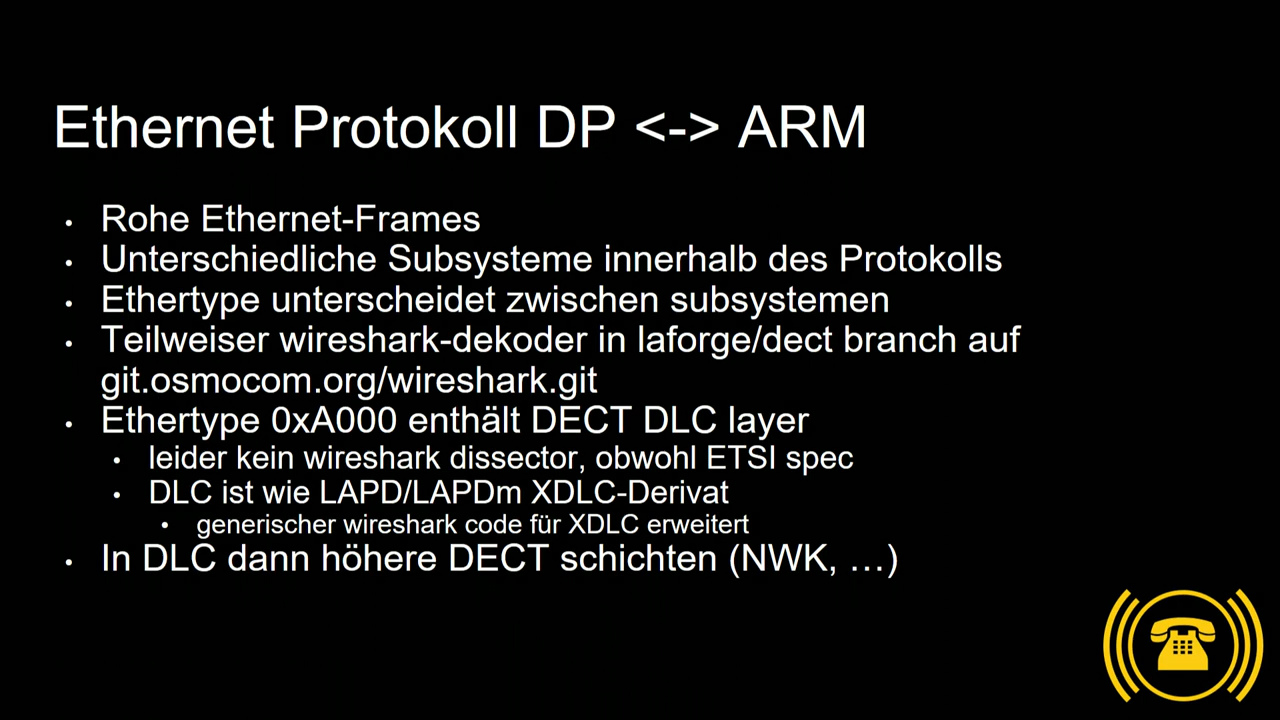 Ethernet Protokoll DP <-> ARM
• Rohe Ethernet-Frames
• Unterschiedliche Subsysteme innerhalb des Protokolls
• Ethertype unterscheidet zwischen subsystemen
• Teilweiser wireshark-dekoder in laforge/dect branch auf
git.osmocom.org/wireshark.git
• Ethertype 0xA000 enthält DECT DLC layer
• leider kein wireshark dissector, obwohl ETSI spec
• DLC ist wie LAPD/LAPDm XDLC-Derivat
• generischer wireshark code für XDLC erweitert
• In DLC dann höhere DECT schichten (NWK, …)